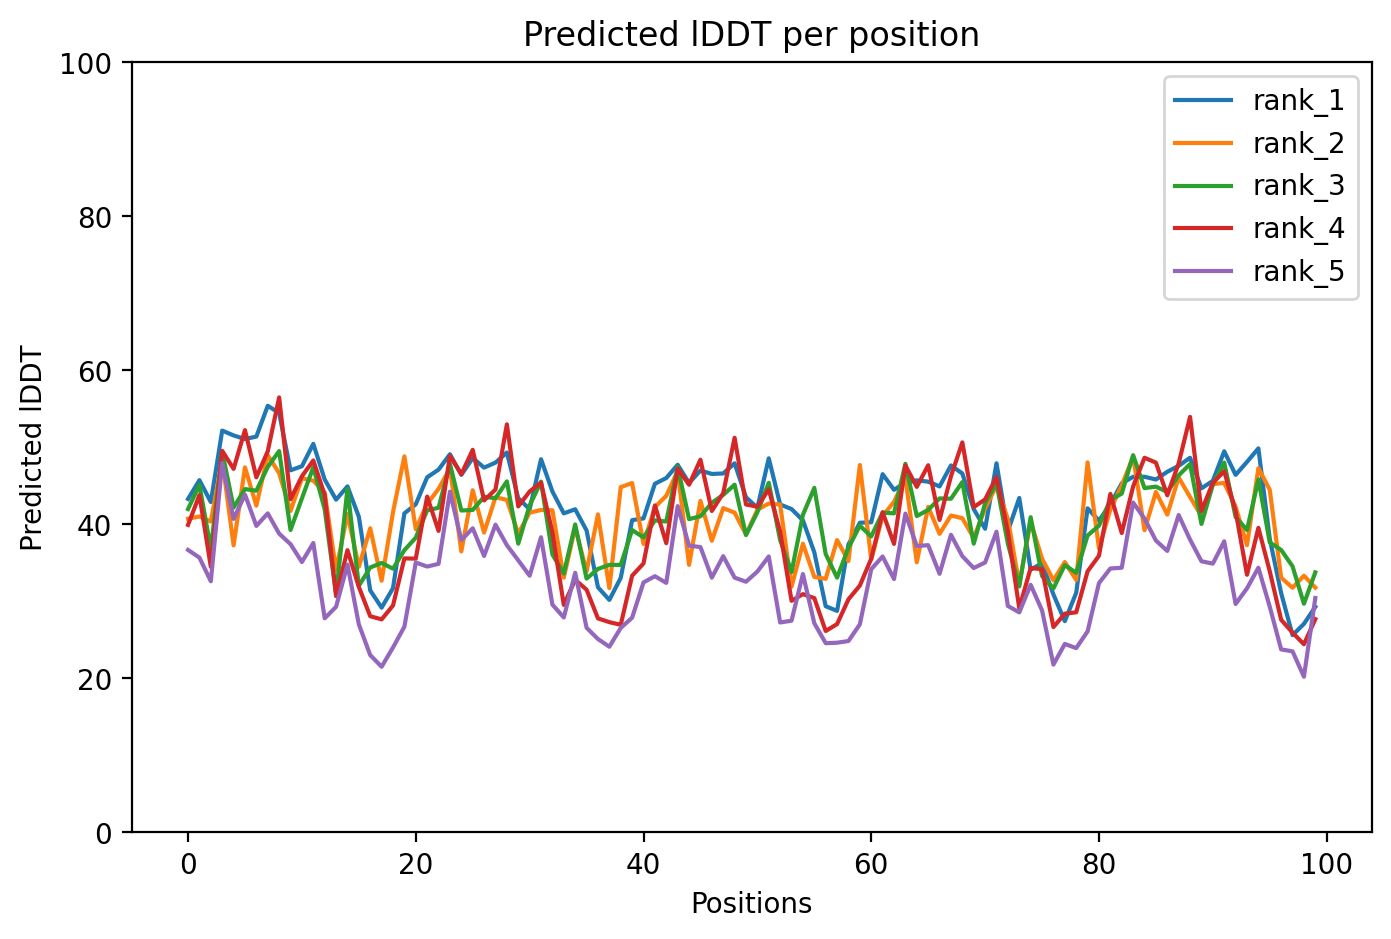 Predicted lDDT per position
100
80
60
40
20
0
Predicted lDDT
0 20 40 60 80 100
Positions
rank_1
rank_2
rank_3
rank_4
rank_5